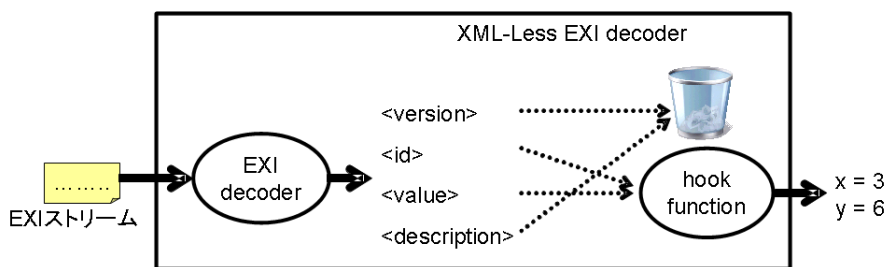 XML-Less EXI decoder
<version>
<id>
<value>
<description>
EXI
decoder
hook
function
........
EXIストリーム
x = 3
y = 6